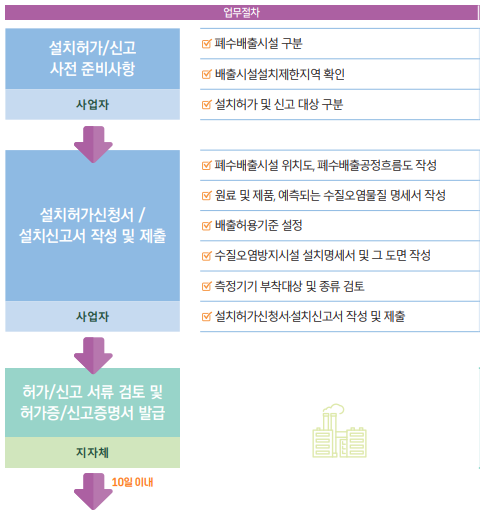 업무절차
설치허가/신고
사전 준비사항
사업자
폐수배출시설 구분
배출시설설치제한지역 확인
설치허가 및 신고 대상 구분
설치허가신청서 /
설치신고서 작성 및 제출
사업자
폐수배출시설 위치도, 폐수배출공정흐름도 작성
원료 및 제품, 예측되는 수질오염물질 명세서 작성
배출허용기준 설정
수질오염방지시설 설치명세서 및 그 도면 작성
측정기기 부착대상 및 종류 검토
설치허가신청서설치신고서 작성 및 제출
허가/신고 서류 검토 및
허가증/신고증명서 발급
지자체
10일 이내